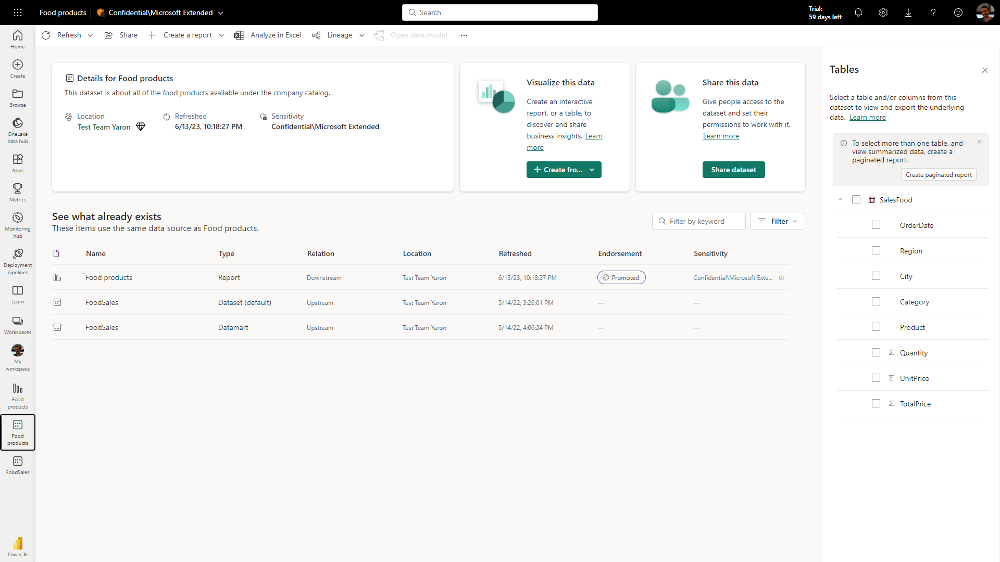 Food products
Confidential\Microsoft Extended
Search
Trial:
59 days left
Refresh
Share
Create a report
Analyze in Excel
Lineage
Open data model
Home
Create
Browse
OneLake
data hub
Apps
Metrics
Monitoring
hub
Deployment
pipelines
Learn
Workspaces
My
workspace
Food
products
Food
products
FoodSales
Power BI
Details for Food products
This dataset is about all of the food products available under the company catalog.
Location
Test Team Yaron
Refreshed
6/13/23, 10:18:27 PM
Sensitivity
Confidential\Microsoft Extended
Visualize this data
Create an interactive
report, or a table, to
discover and share
business insights. Learn
more
Create fro...
Share this data
Give people access to the
dataset and set their
permissions to work with it.
Learn more
Share dataset
See what already exists
These items use the same data source as Food products.
Filter by keyword
Filter
Name Type Relation Location Refreshed Endorsement Sensitivity
Food products Report Downstream Test Team Yaron 6/13/23, 10:18:27 PM Promoted Confidential\Microsoft Exte...
FoodSales Dataset (default) Upstream Test Team Yaron 5/14/22, 3:26:01 PM — —
FoodSales Datamart Upstream Test Team Yaron 5/14/22, 4:06:24 PM — —
Tables
Select a table and/or columns from this
dataset to view and export the underlying
data. Learn more
To select more than one table, and
view summarized data, create a
paginated report.
Create paginated report
SalesFood
OrderDate
Region
City
Category
Product
Quantity
UnitPrice
TotalPrice